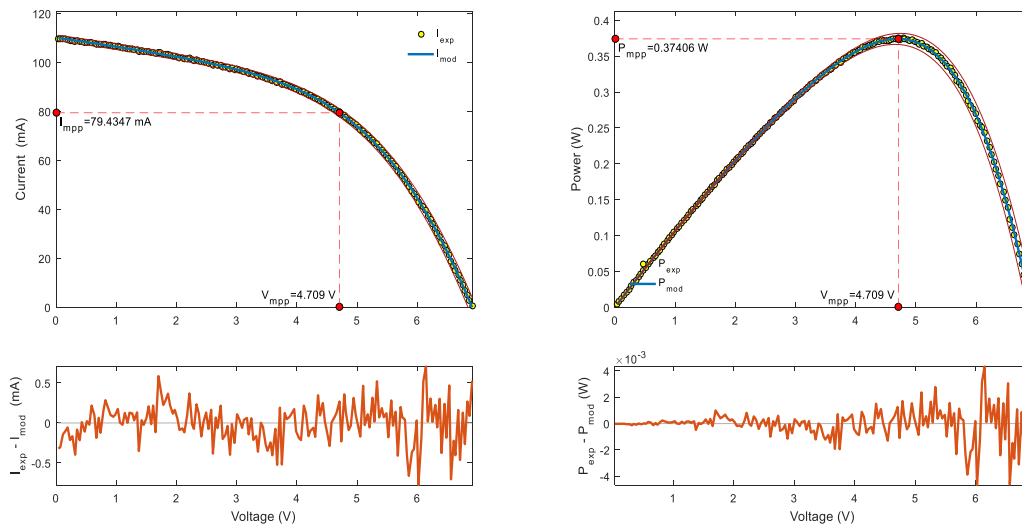 120
100
80
60
40
20
0
Current (mA)
I_exp
I_mod
I_mpp=79.4347 mA
V_mpp=4.709 V
0 1 2 3 4 5 6
0.4
0.35
0.3
0.25
0.2
0.15
0.1
0.05
0
Power (W)
P_mpp=0.37406 W
P_exp
P_mod
V_mpp=4.709 V
0 1 2 3 4 5 6
0.5
0
-0.5
I_exp - I_mod (mA)
0 1 2 3 4 5 6
Voltage (V)
×10^-3
4
2
0
-2
-4
P_exp - P_mod (W)
1 2 3 4 5 6
Voltage (V)